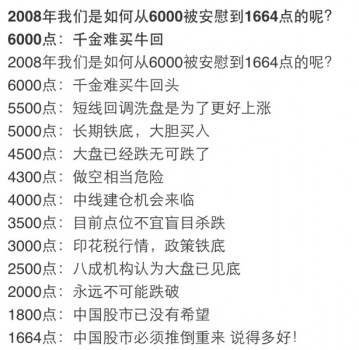 2008年我们是如何从6000被安慰到1664点的呢?
6000点：千金难买牛回
2008年我们是如何从6000被安慰到1664点的呢?
6000点：千金难买牛回头
5500点：短线回调洗盘是为了更好上涨
5000点：长期铁底，大胆买入
4500点：大盘已经跌无可跌了
4300点：做空相当危险
4000点：中线建仓机会来临
3500点：目前点位不宜盲目杀跌
3000点：印花税行情，政策铁底
2500点：八成机构认为大盘已见底
2000点：永远不可能跌破
1800点：中国股市已没有希望
1664点：中国股市必须推倒重来 说得多好!